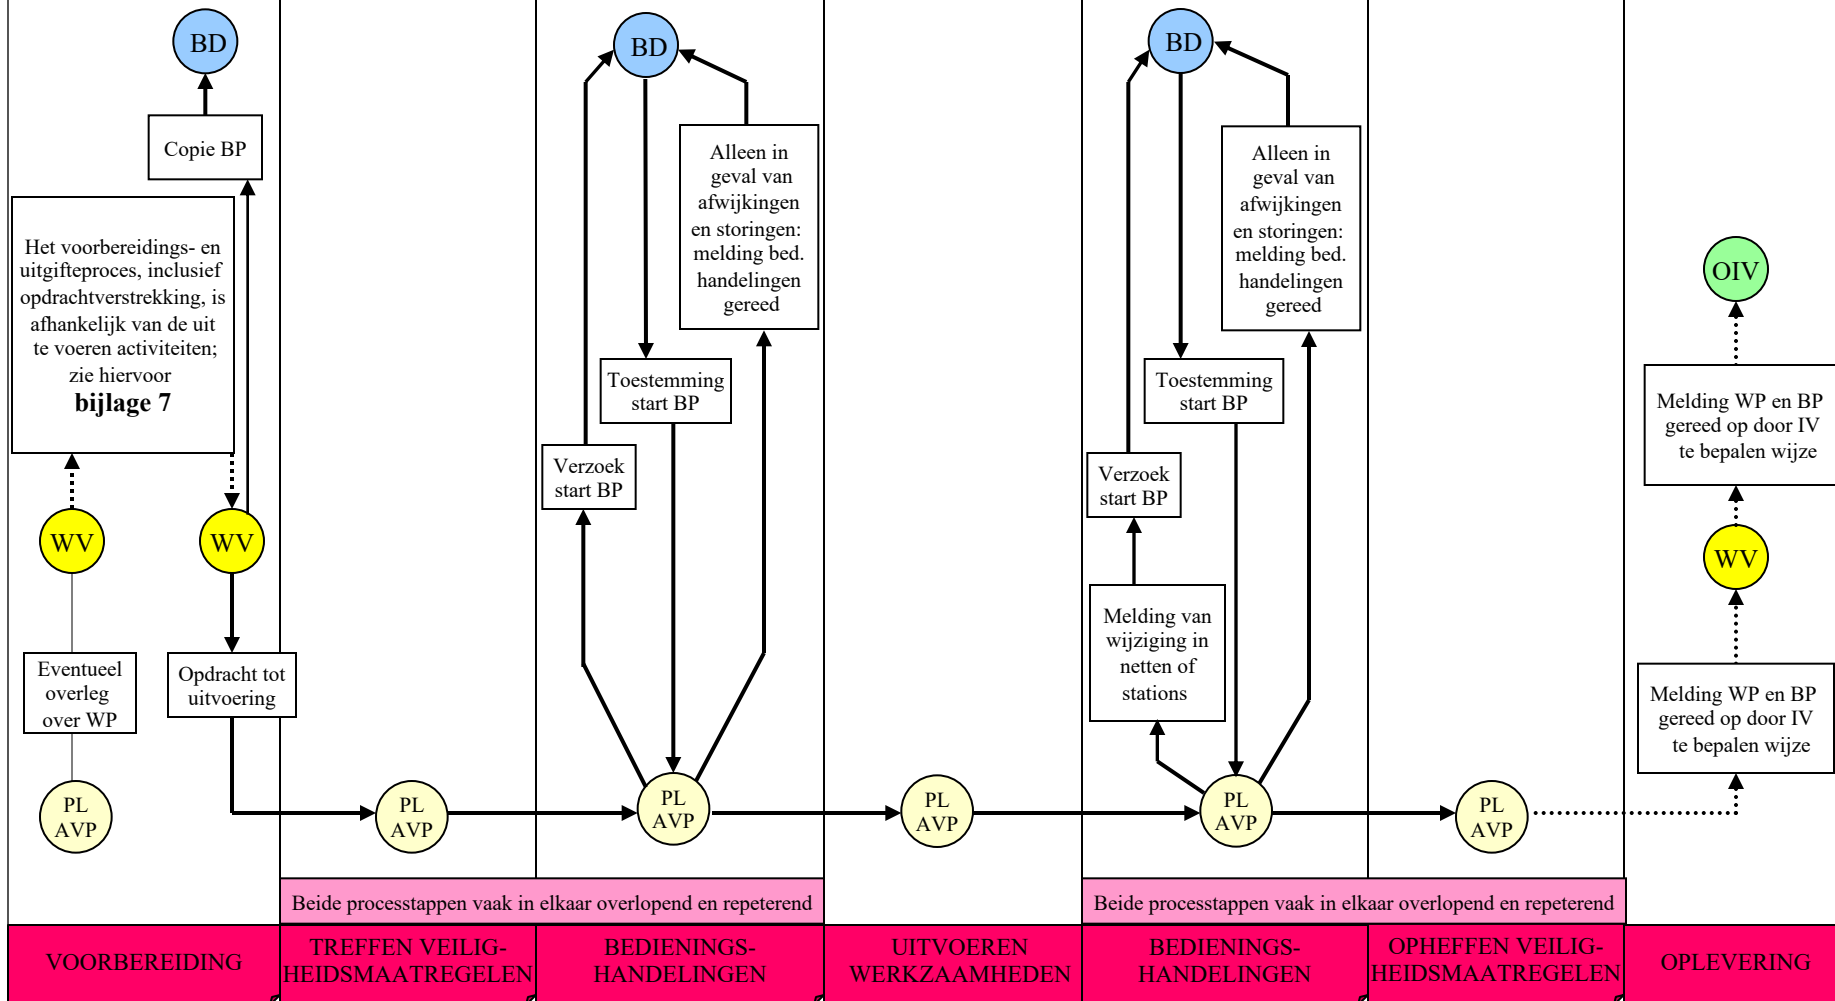 BD
Copie BP
Het voorbereidings- en
uitgifteproces, inclusief
opdrachtverstrekking, is
afhankelijk van de uit
te voeren activiteiten;
zie hiervoor
bijlage 7
WV
WV
Eventueel
overleg
over WP
Opdracht tot
uitvoering
PL
AVP
PL
AVP
BD
Alleen in
geval van
afwijkingen
en storingen:
melding bed.
handelingen
gereed
Toestemming
start BP
Verzoek
start BP
PL
AVP
PL
AVP
BD
Alleen in
geval van
afwijkingen
en storingen:
melding bed.
handelingen
gereed
Toestemming
start BP
Verzoek
start BP
Melding van
wijziging in
netten of
stations
PL
AVP
PL
AVP
OIV
Melding WP en BP
gereed op door IV
te bepalen wijze
WV
Melding WP en BP
gereed op door IV
te bepalen wijze
Beide processtappen vaak in elkaar overlopend en repeterend
Beide processtappen vaak in elkaar overlopend en repeterend
VOORBEREIDING
TREFFEN VEILIG-
HEIDSMAATREGELEN
BEDIENINGS-
HANDELINGEN
UITVOEREN
WERKZAAMHEDEN
BEDIENINGS-
HANDELINGEN
OPHEFFEN VEILIG-
HEIDSMAATREGELEN
OPLEVERING